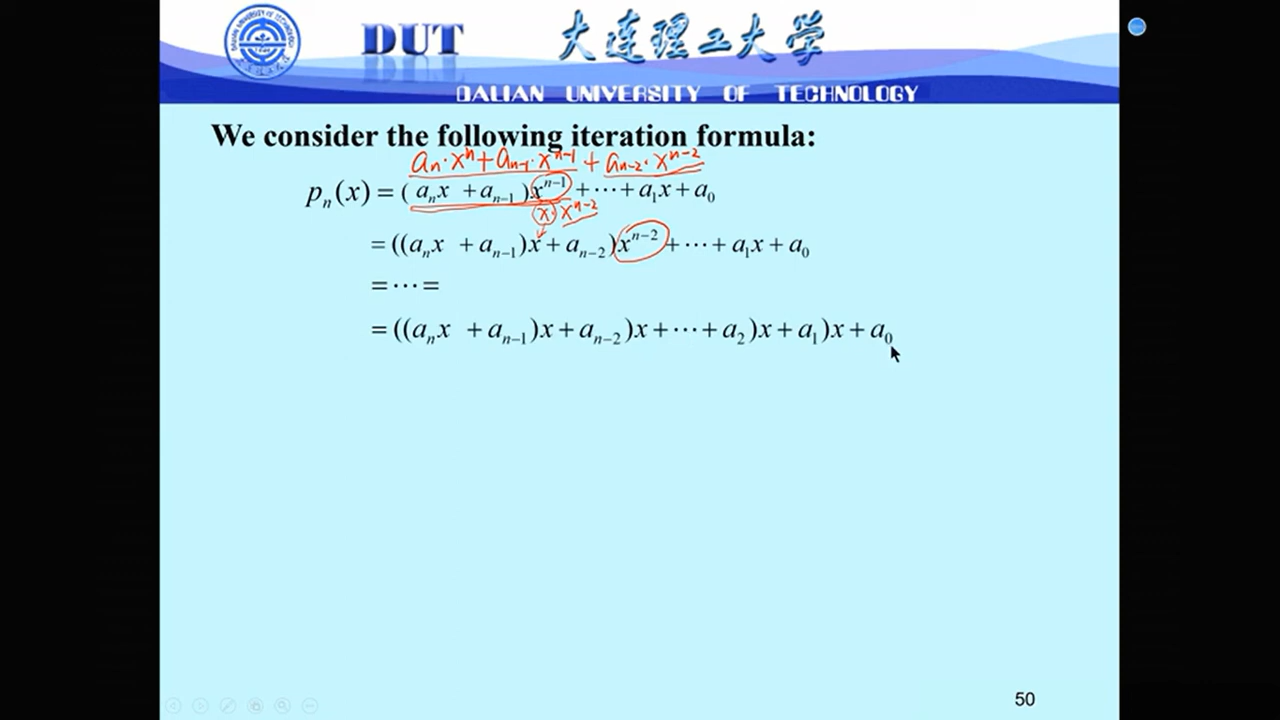 DUT 大连理工大学
DALIAN UNIVERSITY OF TECHNOLOGY
We consider the following iteration formula:
aₙ·xⁿ+aₙ₋₁·xⁿ⁻¹+aₙ₋₂·xⁿ⁻²
pₙ(x) = (aₙx + aₙ₋₁)xⁿ⁻¹ + ⋯ + a₁x + a₀
x·xⁿ⁻²
= ((aₙx + aₙ₋₁)x + aₙ₋₂)xⁿ⁻² + ⋯ + a₁x + a₀
= ⋯ =
= ((aₙx + aₙ₋₁)x + aₙ₋₂)x + ⋯ + a₂)x + a₁)x + a₀
50